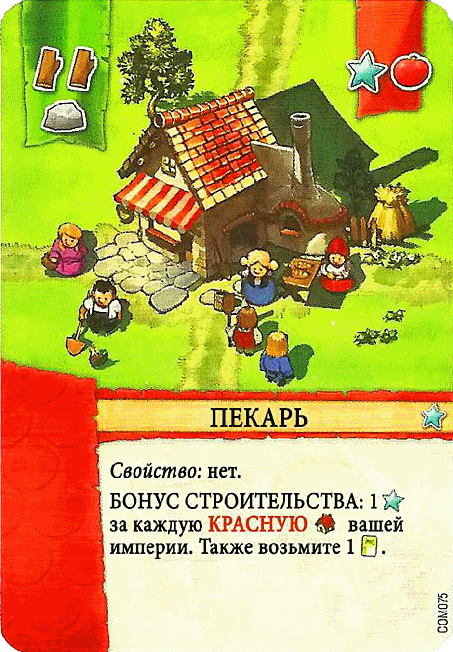 ПЕКАРЬ
Свойство: нет.
БОНУС СТРОИТЕЛЬСТВА: 1
за каждую КРАСНУЮ вашей
империи. Также возьмите 1 .
COM075